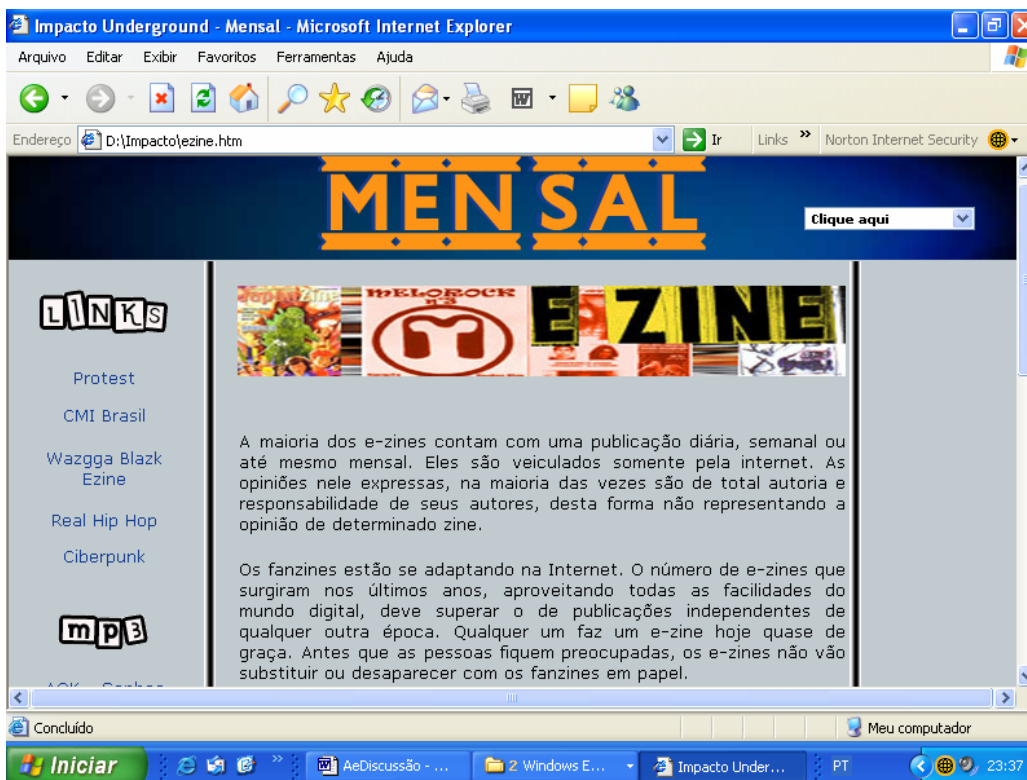 Impacto Underground - Mensal - Microsoft Internet Explorer
Arquivo Editar Exibir Favoritos Ferramentas Ajuda
Endereço D:\Impacto\ezine.htm Ir Links » Norton Internet Security
MENSAL
Clique aqui
LINKS
Protest
CMI Brasil
Wazgga Blazk
Ezine
Real Hip Hop
Ciberpunk
mp3
MELOROCK
nº3
E ZINE
A maioria dos e-zines contam com uma publicação diária, semanal ou
até mesmo mensal. Eles são veiculados somente pela internet. As
opiniões nele expressas, na maioria das vezes são de total autoria e
responsabilidade de seus autores, desta forma não representando a
opinião de determinado zine.
Os fanzines estão se adaptando na Internet. O número de e-zines que
surgiram nos últimos anos, aproveitando todas as facilidades do
mundo digital, deve superar o de publicações independentes de
qualquer outra época. Qualquer um faz um e-zine hoje quase de
graça. Antes que as pessoas fiquem preocupadas, os e-zines não vão
substituir ou desaparecer com os fanzines em papel.
Concluído Meu computador
Iniciar » AeDiscussão - ... 2 Windows E... Impacto Under... PT 23:37